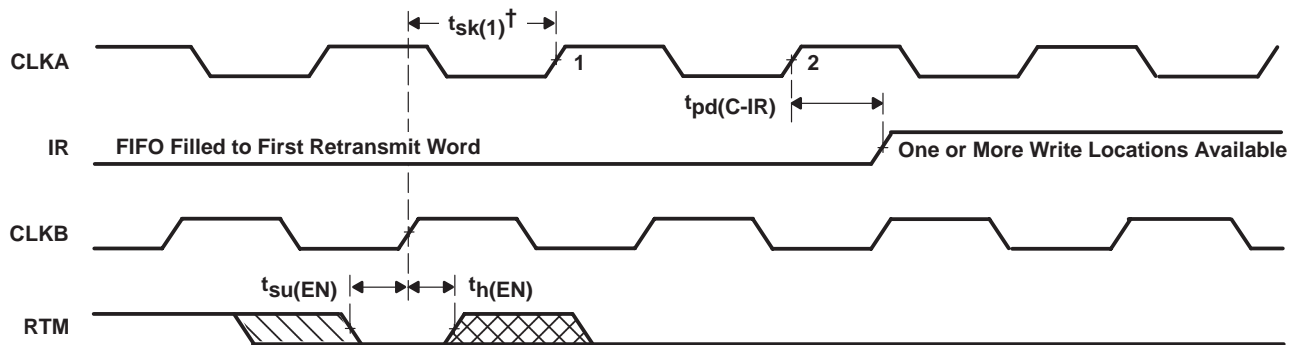 tsk(1)†
CLKA
1
2
tpd(C-IR)
IR
FIFO Filled to First Retransmit Word
One or More Write Locations Available
CLKB
tsu(EN)
th(EN)
RTM